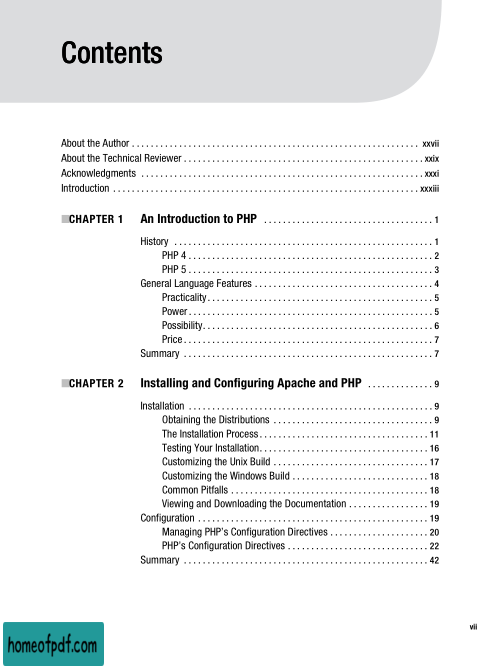 Contents
About the Author . . . . . . . . . . . . . . . . . . . . . . . . . . . . . . . . . . . . . . . . . . . . . . . . . . . . . . . . . . . . . xxvii
About the Technical Reviewer . . . . . . . . . . . . . . . . . . . . . . . . . . . . . . . . . . . . . . . . . . . . . . . . . . xxix
Acknowledgments . . . . . . . . . . . . . . . . . . . . . . . . . . . . . . . . . . . . . . . . . . . . . . . . . . . . . . . . . . . . xxxi
Introduction . . . . . . . . . . . . . . . . . . . . . . . . . . . . . . . . . . . . . . . . . . . . . . . . . . . . . . . . . . . . . . . . . xxxiii
■CHAPTER 1 An Introduction to PHP . . . . . . . . . . . . . . . . . . . . . . . . . . . . . . . . . . . . 1
History . . . . . . . . . . . . . . . . . . . . . . . . . . . . . . . . . . . . . . . . . . . . . . . . . . . . . . . 1
PHP 4 . . . . . . . . . . . . . . . . . . . . . . . . . . . . . . . . . . . . . . . . . . . . . . . . . . . . 2
PHP 5 . . . . . . . . . . . . . . . . . . . . . . . . . . . . . . . . . . . . . . . . . . . . . . . . . . . . 3
General Language Features . . . . . . . . . . . . . . . . . . . . . . . . . . . . . . . . . . . . . . 4
Practicality. . . . . . . . . . . . . . . . . . . . . . . . . . . . . . . . . . . . . . . . . . . . . . . . 5
Power . . . . . . . . . . . . . . . . . . . . . . . . . . . . . . . . . . . . . . . . . . . . . . . . . . . . 5
Possibility. . . . . . . . . . . . . . . . . . . . . . . . . . . . . . . . . . . . . . . . . . . . . . . . . 6
Price . . . . . . . . . . . . . . . . . . . . . . . . . . . . . . . . . . . . . . . . . . . . . . . . . . . . . 7
Summary . . . . . . . . . . . . . . . . . . . . . . . . . . . . . . . . . . . . . . . . . . . . . . . . . . . . . 7
■CHAPTER 2 Installing and Configuring Apache and PHP . . . . . . . . . . . . . . 9
Installation . . . . . . . . . . . . . . . . . . . . . . . . . . . . . . . . . . . . . . . . . . . . . . . . . . . . 9
Obtaining the Distributions . . . . . . . . . . . . . . . . . . . . . . . . . . . . . . . . . . 9
The Installation Process . . . . . . . . . . . . . . . . . . . . . . . . . . . . . . . . . . . . 11
Testing Your Installation. . . . . . . . . . . . . . . . . . . . . . . . . . . . . . . . . . . . 16
Customizing the Unix Build . . . . . . . . . . . . . . . . . . . . . . . . . . . . . . . . . 17
Customizing the Windows Build . . . . . . . . . . . . . . . . . . . . . . . . . . . . . 18
Common Pitfalls . . . . . . . . . . . . . . . . . . . . . . . . . . . . . . . . . . . . . . . . . . 18
Viewing and Downloading the Documentation . . . . . . . . . . . . . . . . . 19
Configuration . . . . . . . . . . . . . . . . . . . . . . . . . . . . . . . . . . . . . . . . . . . . . . . . . 19
Managing PHP's Configuration Directives . . . . . . . . . . . . . . . . . . . . . 20
PHP's Configuration Directives . . . . . . . . . . . . . . . . . . . . . . . . . . . . . . 22
Summary . . . . . . . . . . . . . . . . . . . . . . . . . . . . . . . . . . . . . . . . . . . . . . . . . . . . 42
vii
homeofpdf.com